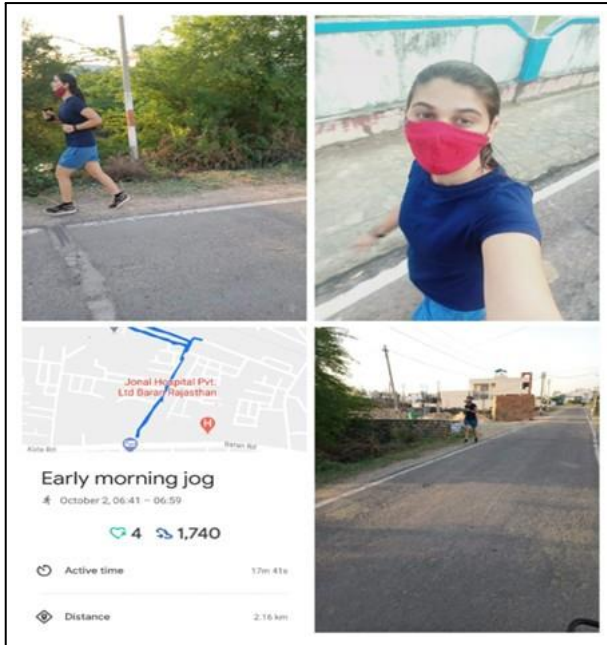 Jonal Hospital Pvt.
Ltd Baran Rajasthan
H
Kota Rd
Baran Rd
Early morning jog
October 2, 06:41 – 06:59
4 1,740
Active time 17m 41s
Distance 2.16 km